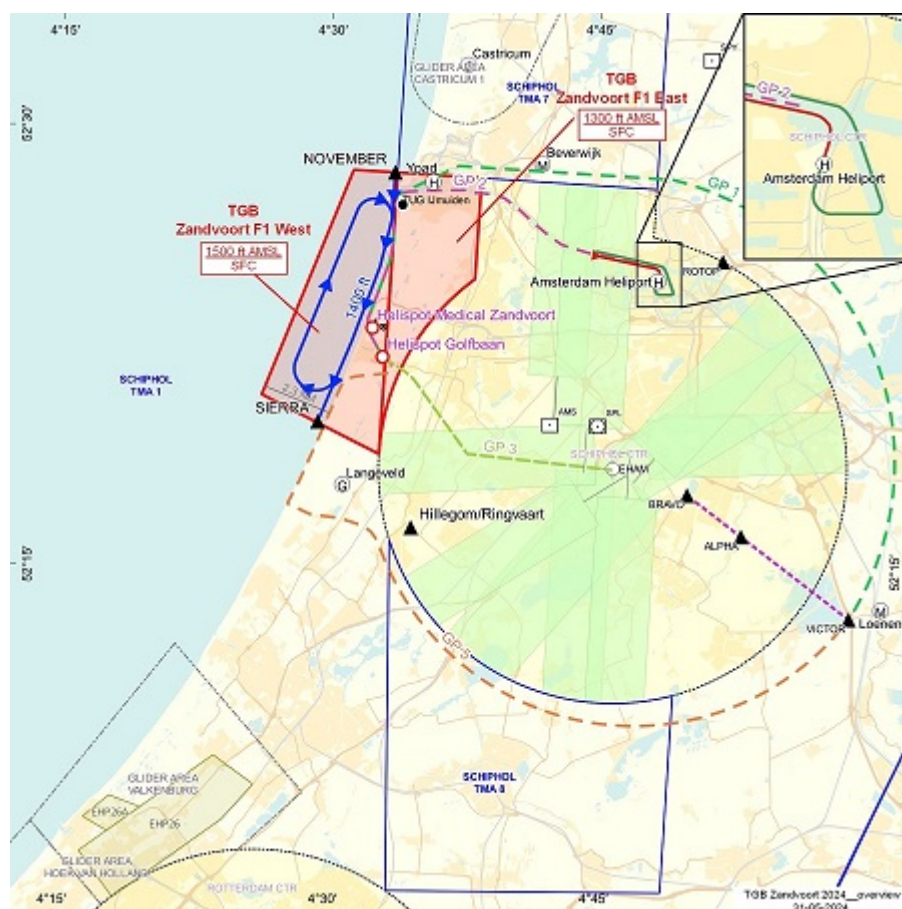 4°15'
4°30'
4°45'
52°30'
Castricum
GLIDER AREA
CASTRICUM 1
SCHIPHOL
TMA 7
TGB
Zandvoort F1 East
1300 ft AMSL
SFC
GP-2
SCHIPHOL CTR
H
Amsterdam Heliport
NOVEMBER
Ypad
H
TUG IJmuiden
GP 2
Beverwijk
M
GP 1
TGB
Zandvoort F1 West
1500 ft AMSL
SFC
1400 ft
Amsterdam Heliport
H
ROTOP
Helispot Medical Zandvoort
Helispot Golfbaan
SCHIPHOL
TMA 1
SIERRA
AMS
SPL
GP 3
SCHIPHOL CTR
EHAM
Langeveld
G
BRAVO
Hillegom/Ringvaart
ALPHA
52°15'
52°15'
VICTOR
M
Loenen
GP-5
GLIDER AREA
VALKENBURG
SCHIPHOL
TMA 8
EHP26A
EHP26
GLIDER AREA
HOEK VAN HOLLAND
ROTTERDAM CTR
4°15'
4°30'
4°45'
TGB Zandvoort 2024__overview
31-05-2024